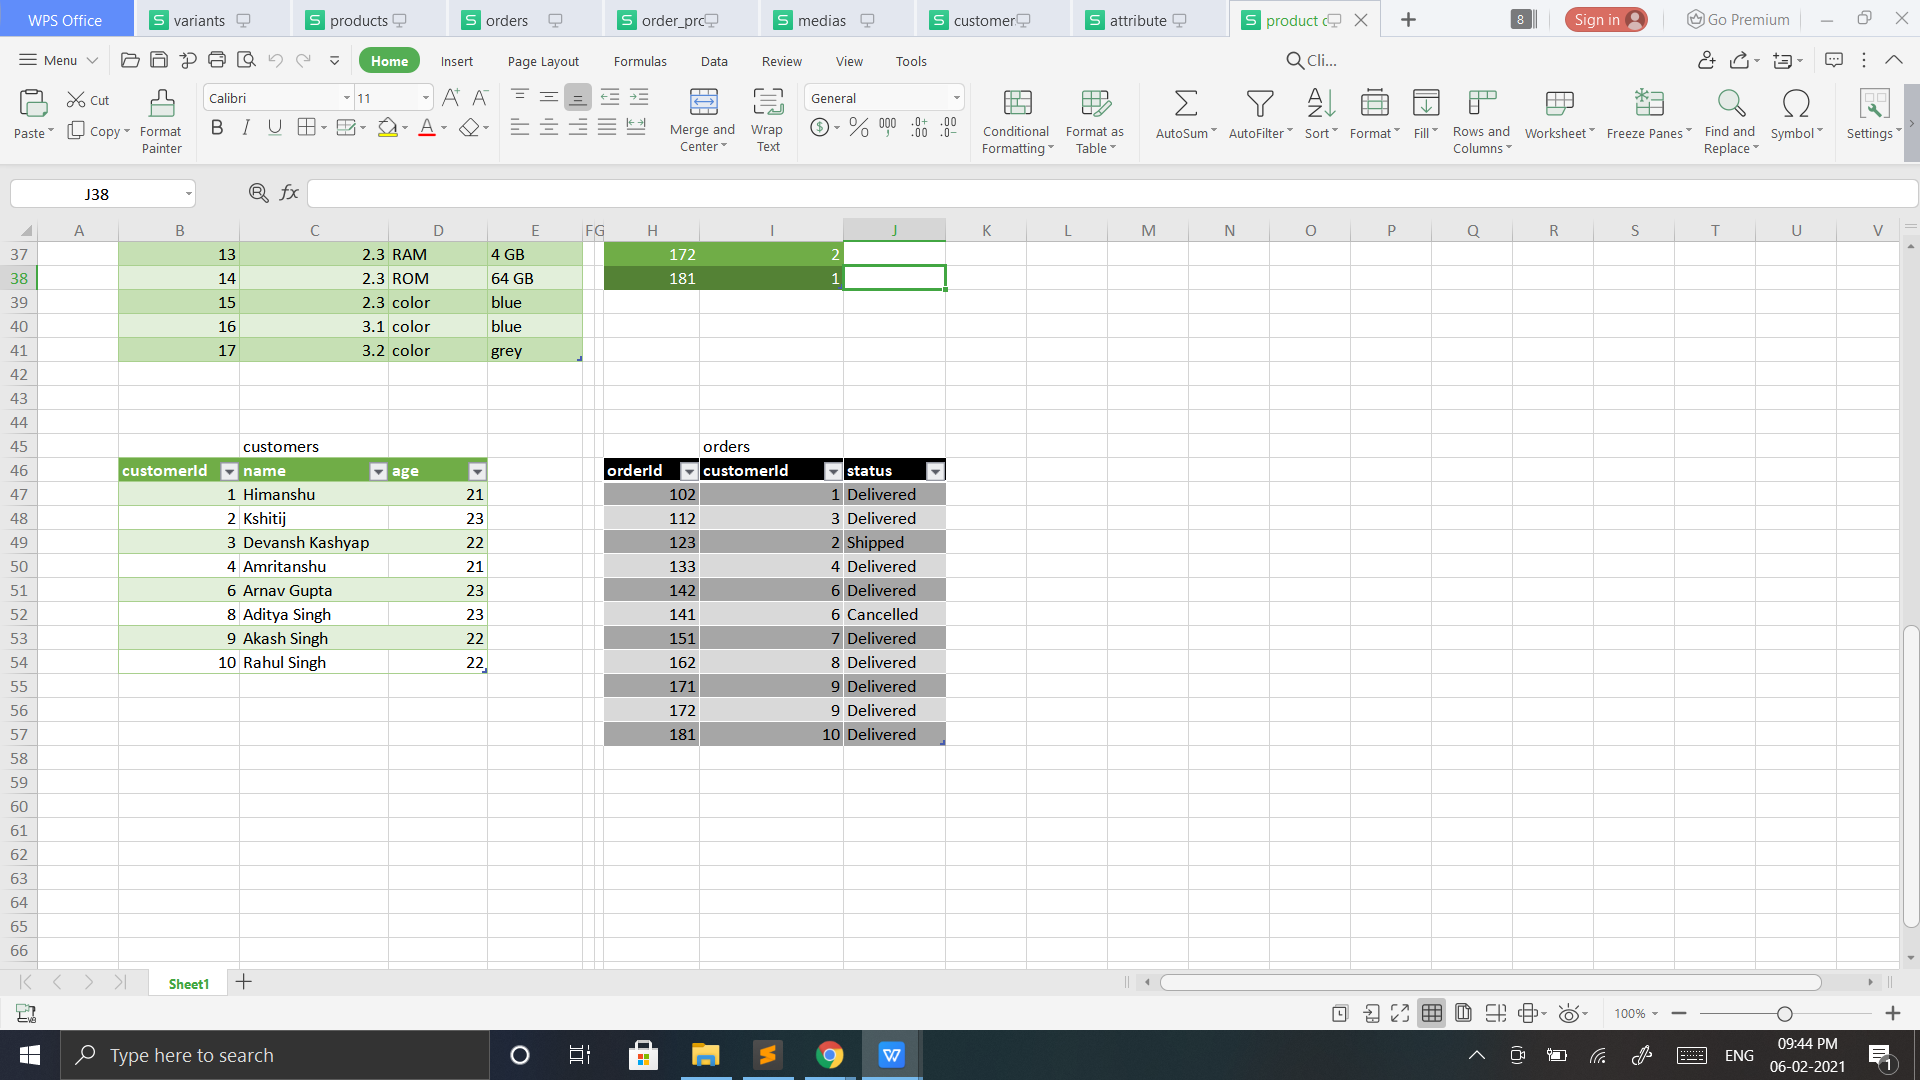 WPS Office variants products orders order_prc medias customer attribute product c 8 Sign in Go Premium
Menu Home Insert Page Layout Formulas Data Review View Tools Cli...
Paste Cut Copy Format Painter Calibri 11 Merge and Center Wrap Text General Conditional Formatting Format as Table AutoSum AutoFilter Sort Format Fill Rows and Columns Worksheet Freeze Panes Find and Replace Symbol Settings
J38 fx
A B C D E F G H I J K L M N O P Q R S T U V
37 13 2.3 RAM 4 GB 172 2
38 14 2.3 ROM 64 GB 181 1
39 15 2.3 color blue
40 16 3.1 color blue
41 17 3.2 color grey
42
43
44
45 customers orders
46 customerId name age orderId customerId status
47 1 Himanshu 21 102 1 Delivered
48 2 Kshitij 23 112 3 Delivered
49 3 Devansh Kashyap 22 123 2 Shipped
50 4 Amritanshu 21 133 4 Delivered
51 6 Arnav Gupta 23 142 6 Delivered
52 8 Aditya Singh 23 141 6 Cancelled
53 9 Akash Singh 22 151 7 Delivered
54 10 Rahul Singh 22 162 8 Delivered
55 171 9 Delivered
56 172 9 Delivered
57 181 10 Delivered
58
59
60
61
62
63
64
65
66
Sheet1
100%
Type here to search ENG 09:44 PM
06-02-2021 1